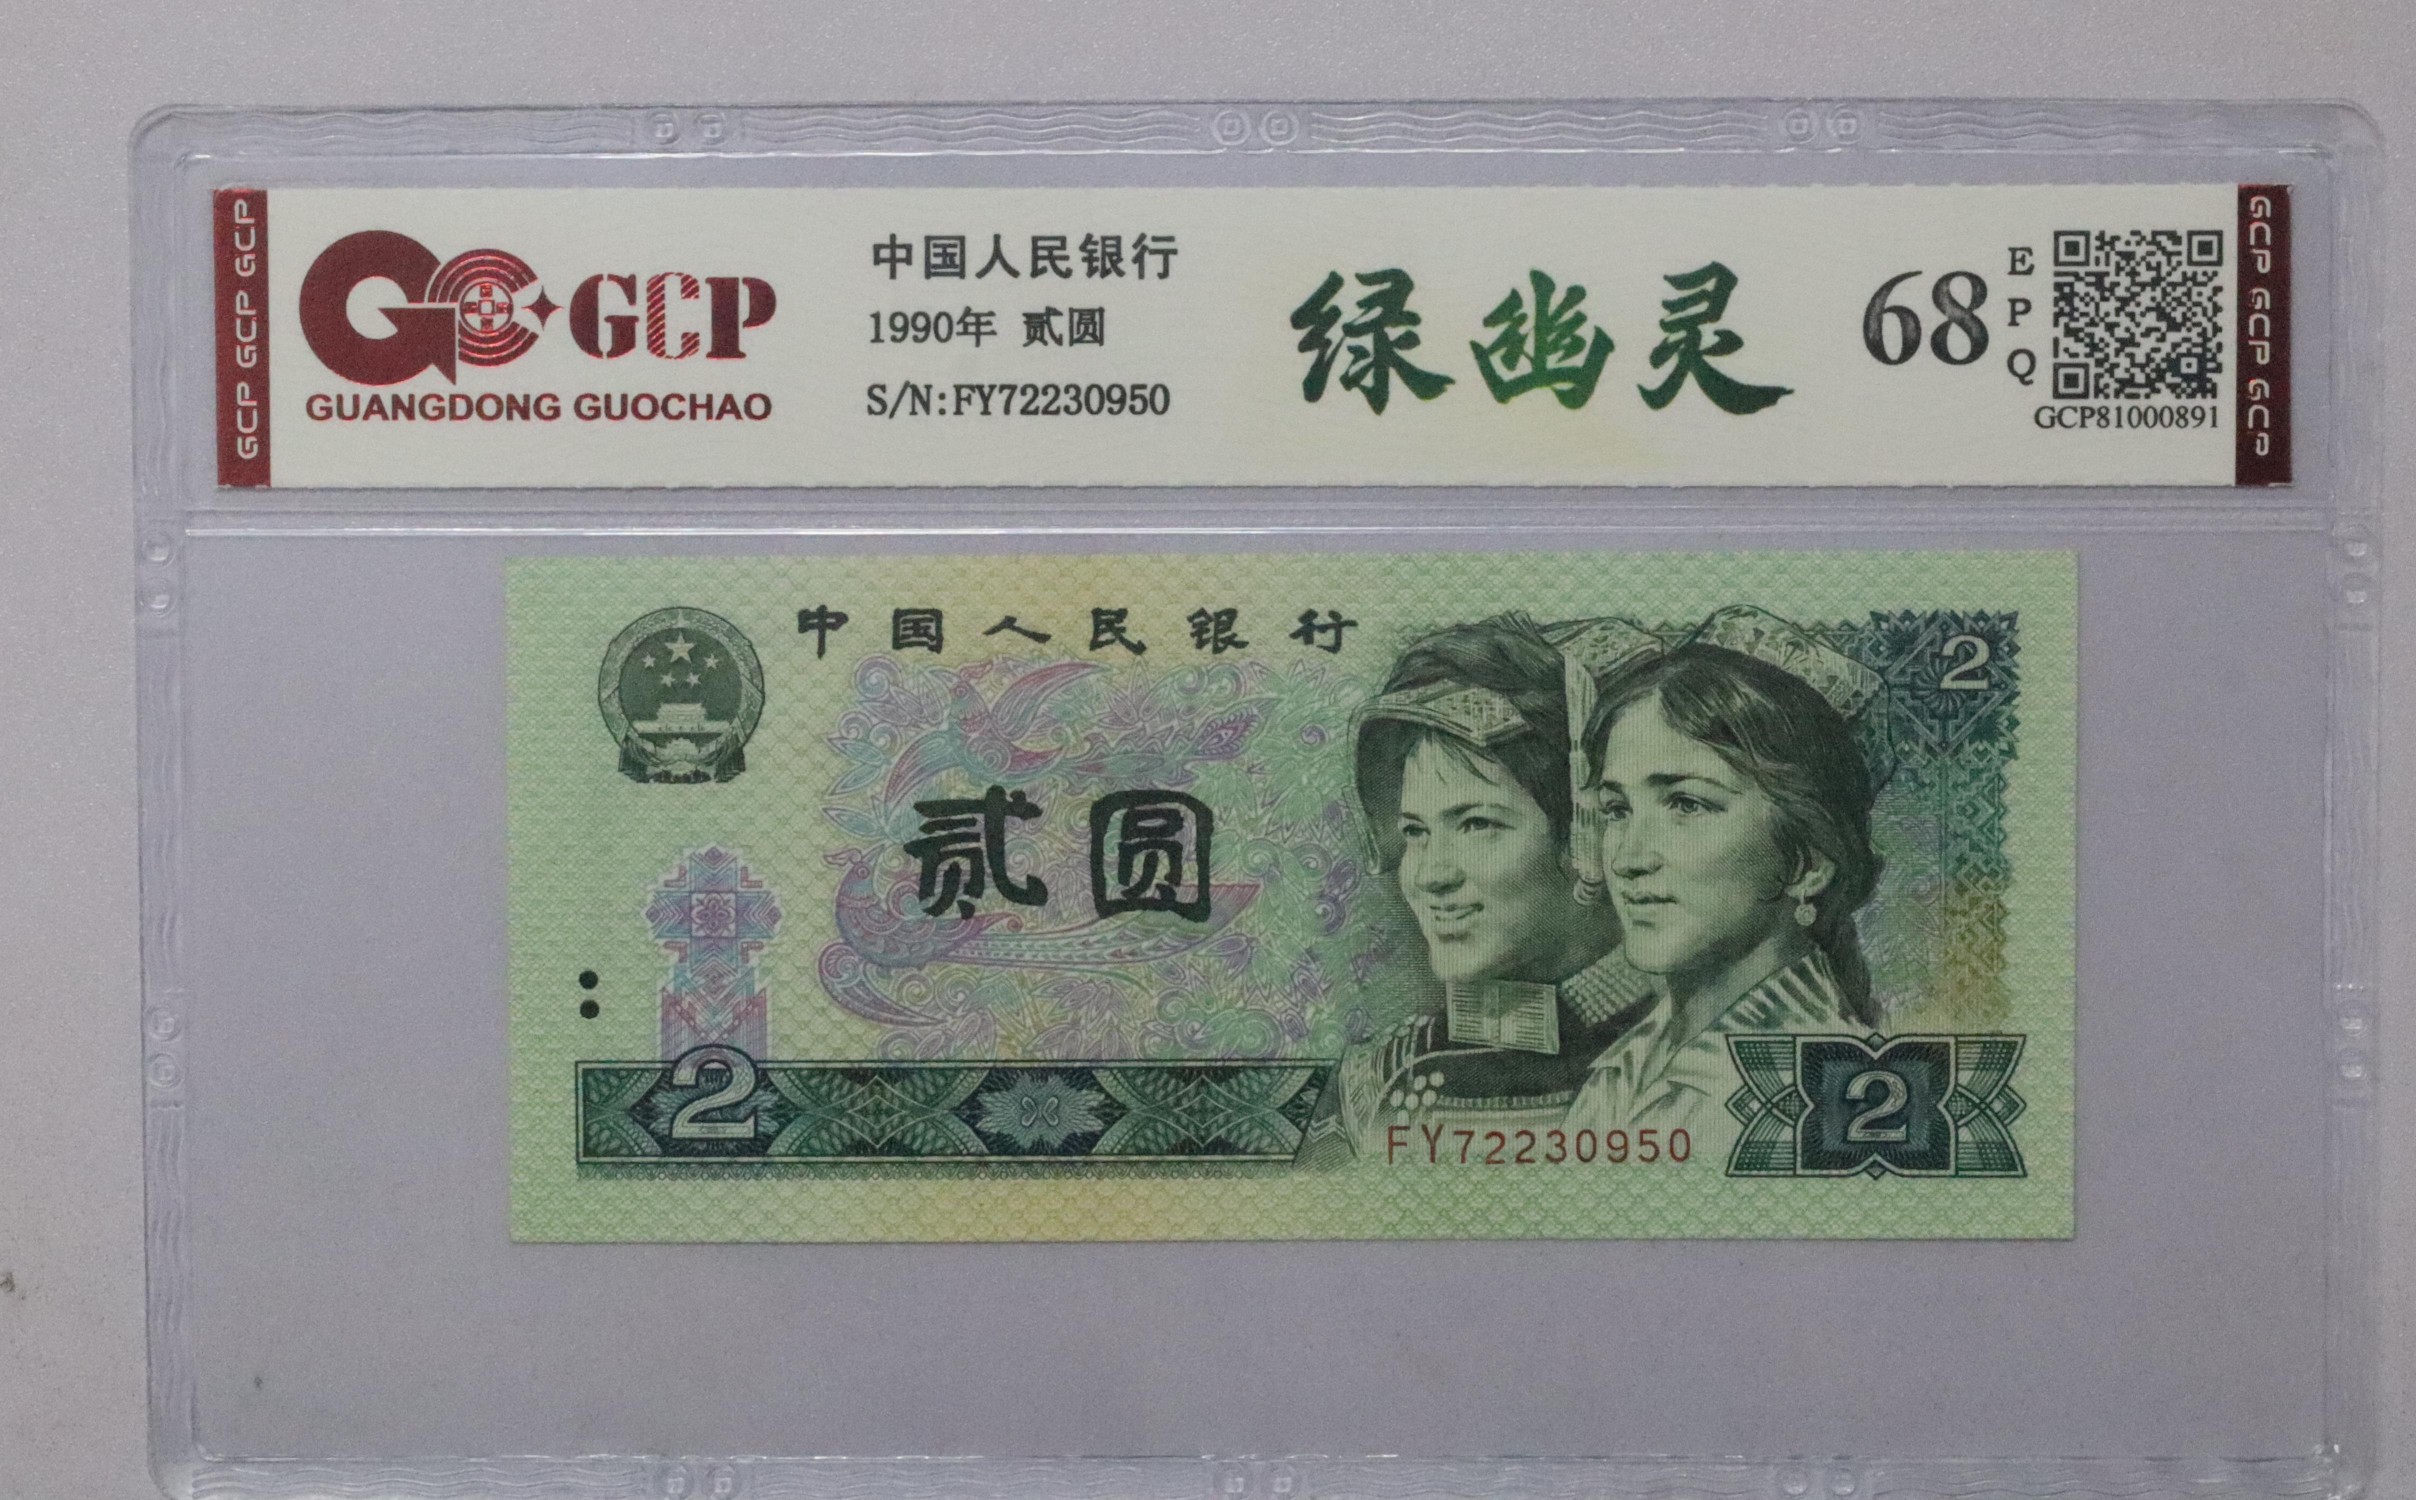 GCP GCP GCP
GCP
GUANGDONG GUOCHAO
中国人民银行
1990年 贰圆
S/N:FY72230950
绿幽灵
68
E
P
Q
GCP81000891
GCP GCP GCP
中国人民银行
2
贰圆
2
FY72230950
2